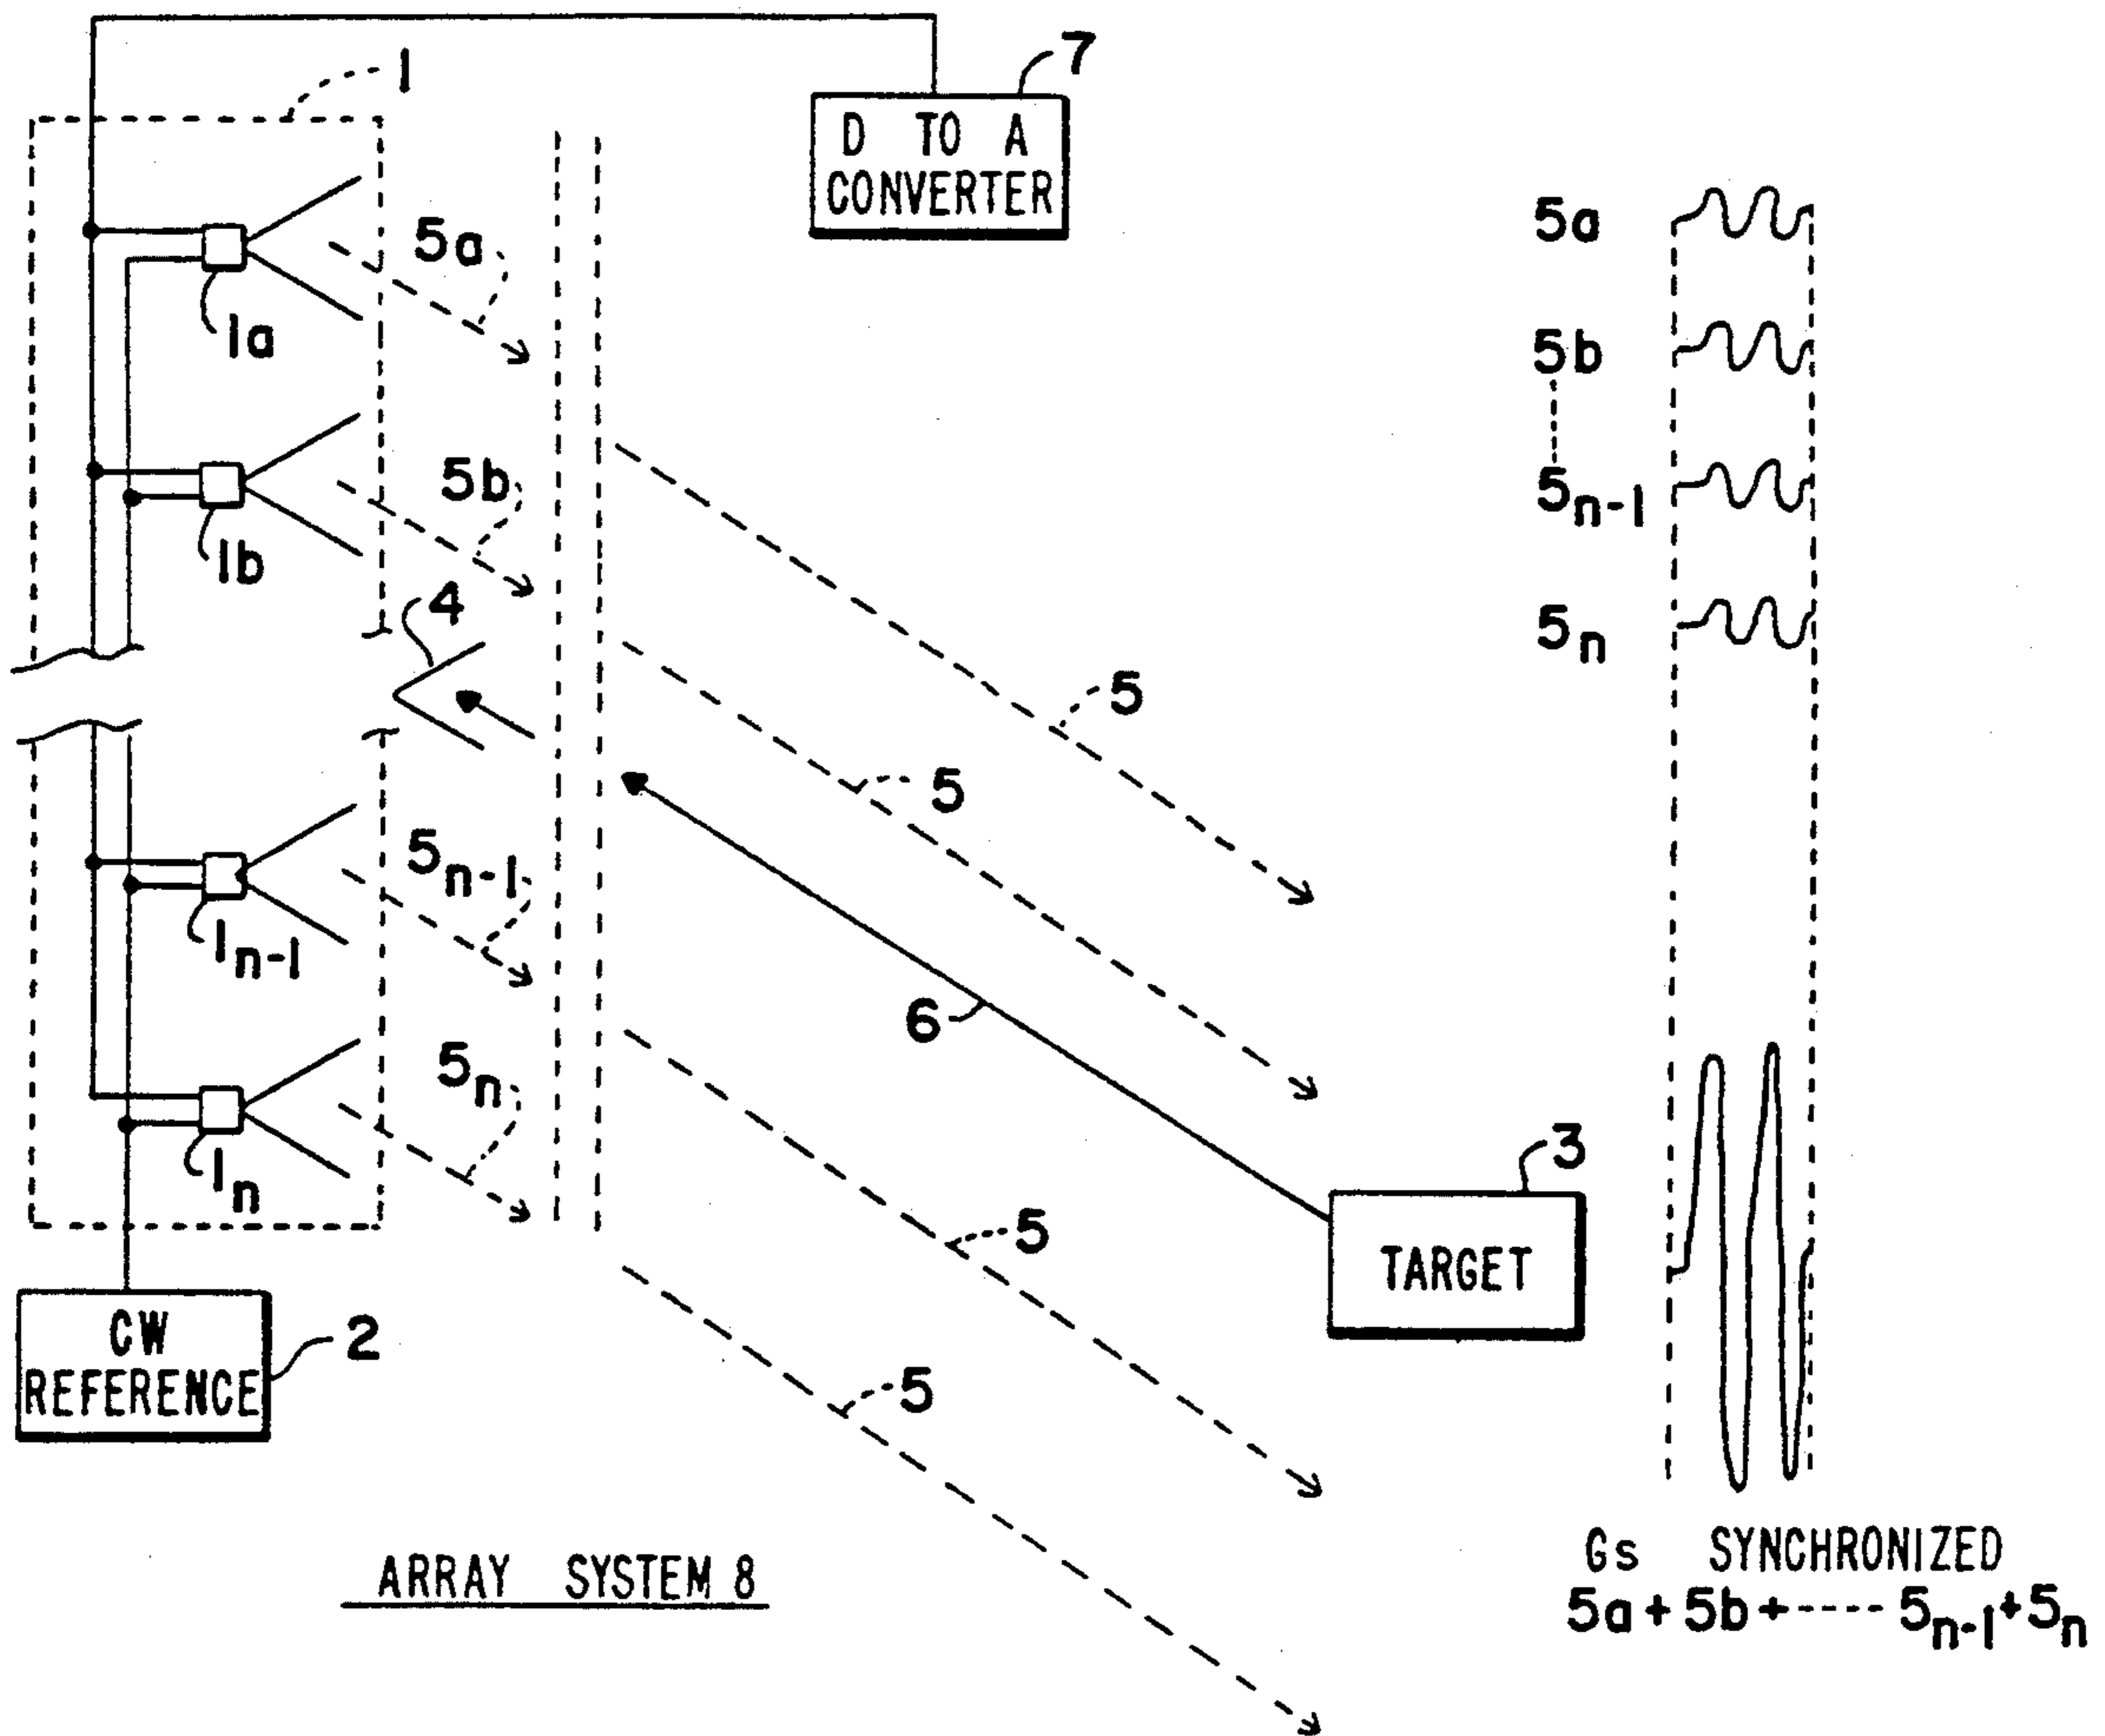 1
7
D TO A
CONVERTER
5a
1a
5b
1b
4
5n-1
1n-1
5n
1n
CW
REFERENCE
2
5
5
6
5
5
3
TARGET
5a
5b
5n-1
5n
Gs SYNCHRONIZED
5a + 5b + ---- 5n-1 + 5n
ARRAY SYSTEM 8